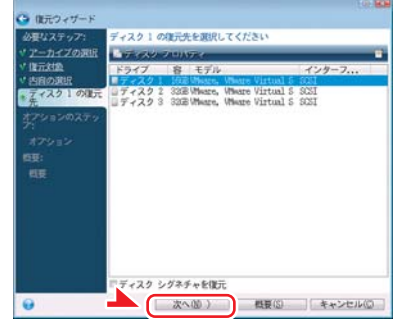 復元ウィザード
必要なステップ:
アーカイブの選択
復元対象
内容の選択
ディスク 1 の復元先
オプションのステップ:
オプション
概要:
概要
ディスク 1 の復元先を選択してください
ディスク プロパティ
ドライブ 容 モデル インターフ...
ディスク 1 16GB VMware, VMware Virtual S SCSI
ディスク 2 32GB VMware, VMware Virtual S SCSI
ディスク 3 32GB VMware, VMware Virtual S SCSI
ディスク シグネチャを復元
次へ(N) 〉 概要(S) キャンセル(C)